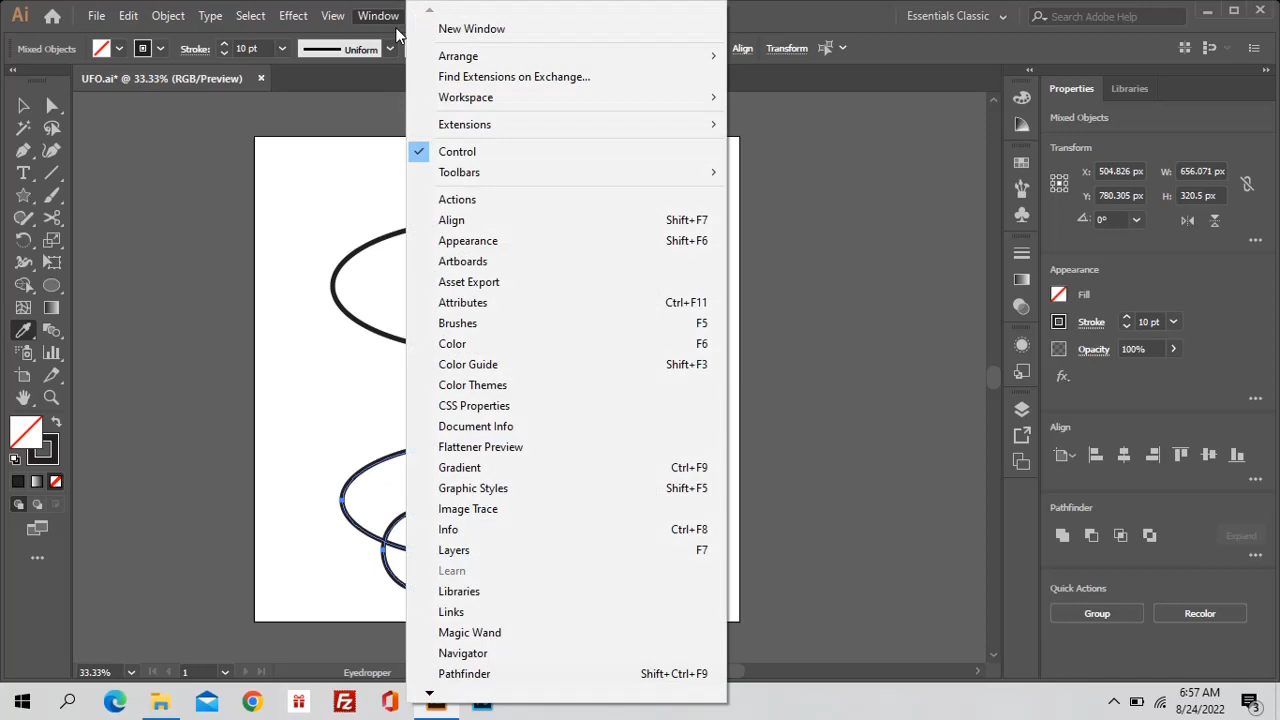 Ai File Edit Object Type Select Effect View Window Essentials Classic Search Adobe Help
Mixed Objects Stroke: 10 pt Uniform Align Transform
UFO.ai* @ 33.33% (RGB/Preview)
New Window
Arrange
Find Extensions on Exchange...
Workspace
Extensions
Control
Toolbars
Actions
Align Shift+F7
Appearance Shift+F6
Artboards
Asset Export
Attributes Ctrl+F11
Brushes F5
Color F6
Color Guide Shift+F3
Color Themes
CSS Properties
Document Info
Flattener Preview
Gradient Ctrl+F9
Graphic Styles Shift+F5
Image Trace
Info Ctrl+F8
Layers F7
Learn
Libraries
Links
Magic Wand
Navigator
Pathfinder Shift+Ctrl+F9
Properties Libraries
Mixed Objects
Transform
X: 504.826 px W: 656.071 px
Y: 780.305 px H: 320.5 px
0°
Appearance
Fill
Stroke 10 pt
Opacity 100%
fx.
Align
Pathfinder
Expand
Quick Actions
Group Recolor
33.33% 1 Eyedropper
6:57 AM
8/24/2022
3